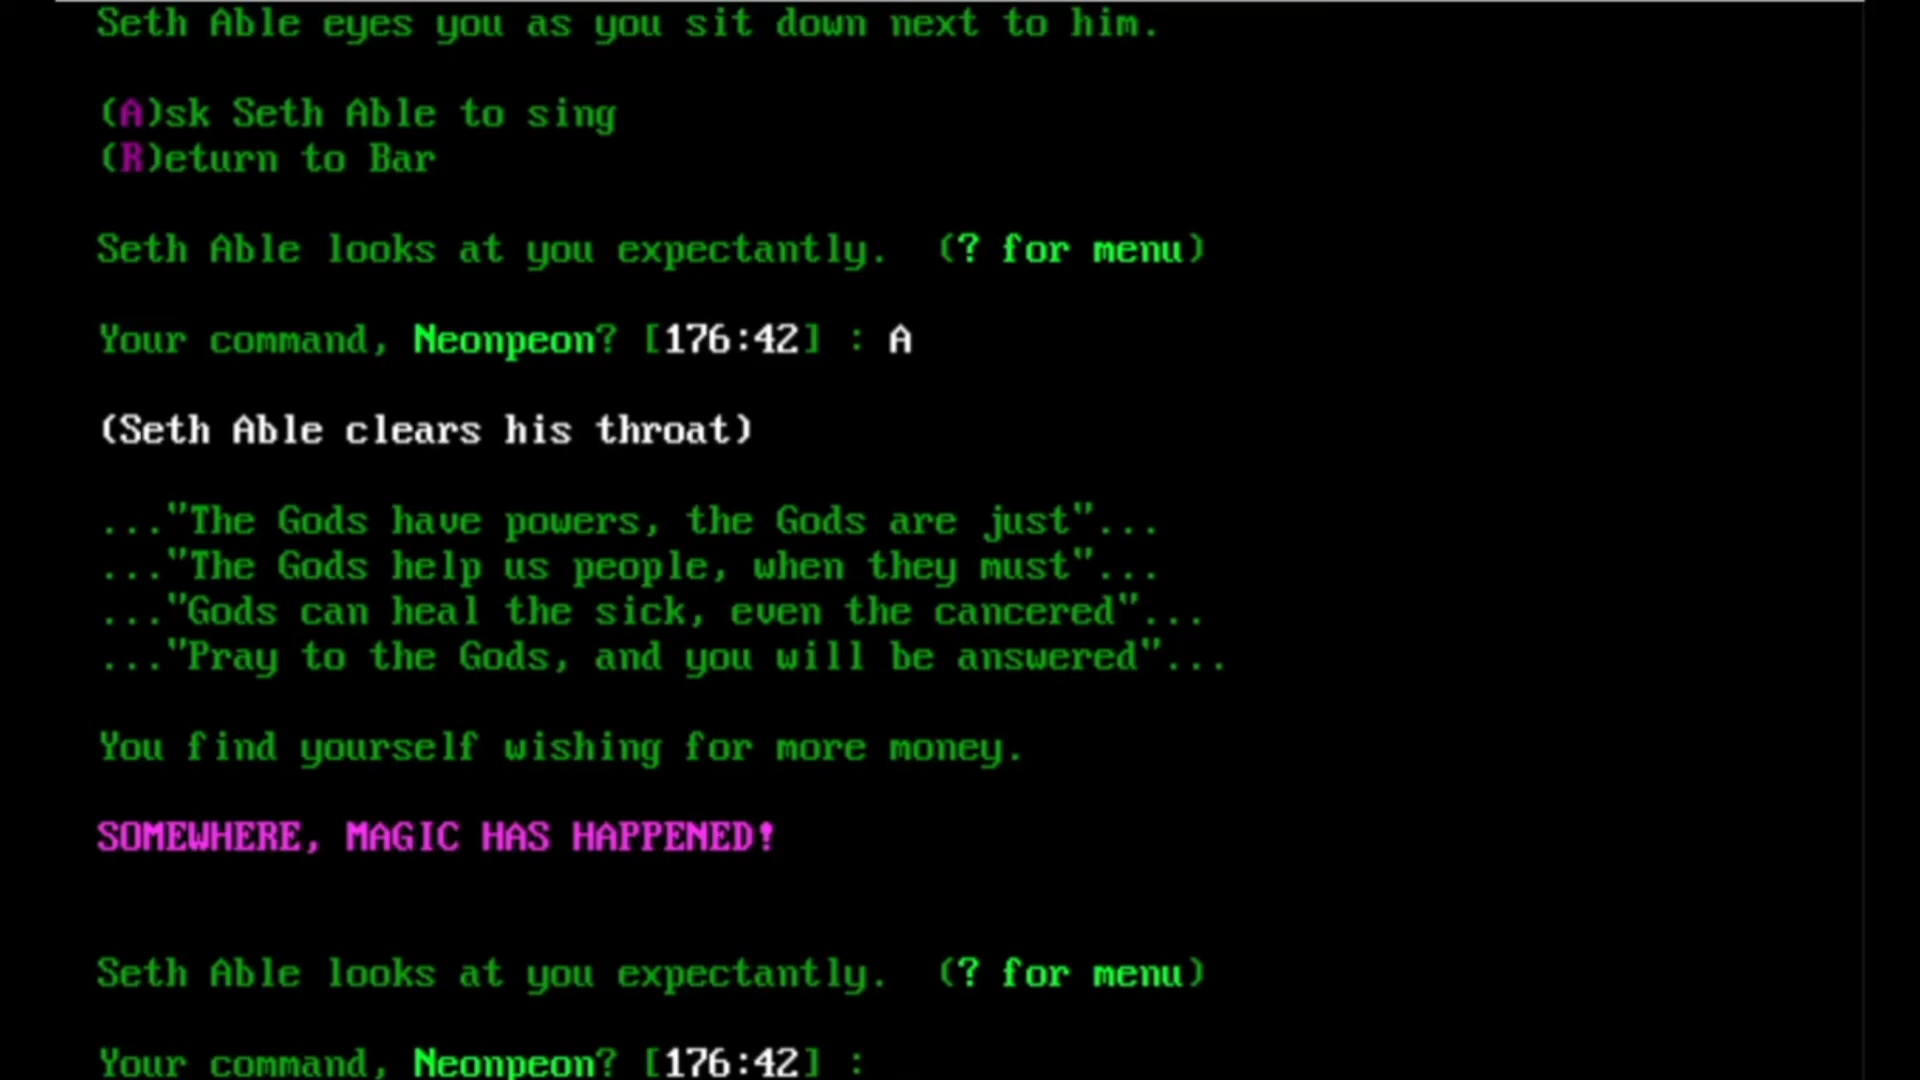 Seth Able eyes you as you sit down next to him.
(A)sk Seth Able to sing
(R)eturn to Bar
Seth Able looks at you expectantly.  (? for menu)
Your command, Neonpeon? [176:42] : A
(Seth Able clears his throat)
..."The Gods have powers, the Gods are just"...
..."The Gods help us people, when they must"...
..."Gods can heal the sick, even the cancered"...
..."Pray to the Gods, and you will be answered"...
You find yourself wishing for more money.
SOMEWHERE, MAGIC HAS HAPPENED!
Seth Able looks at you expectantly.  (? for menu)
Your command, Neonpeon? [176:42] :